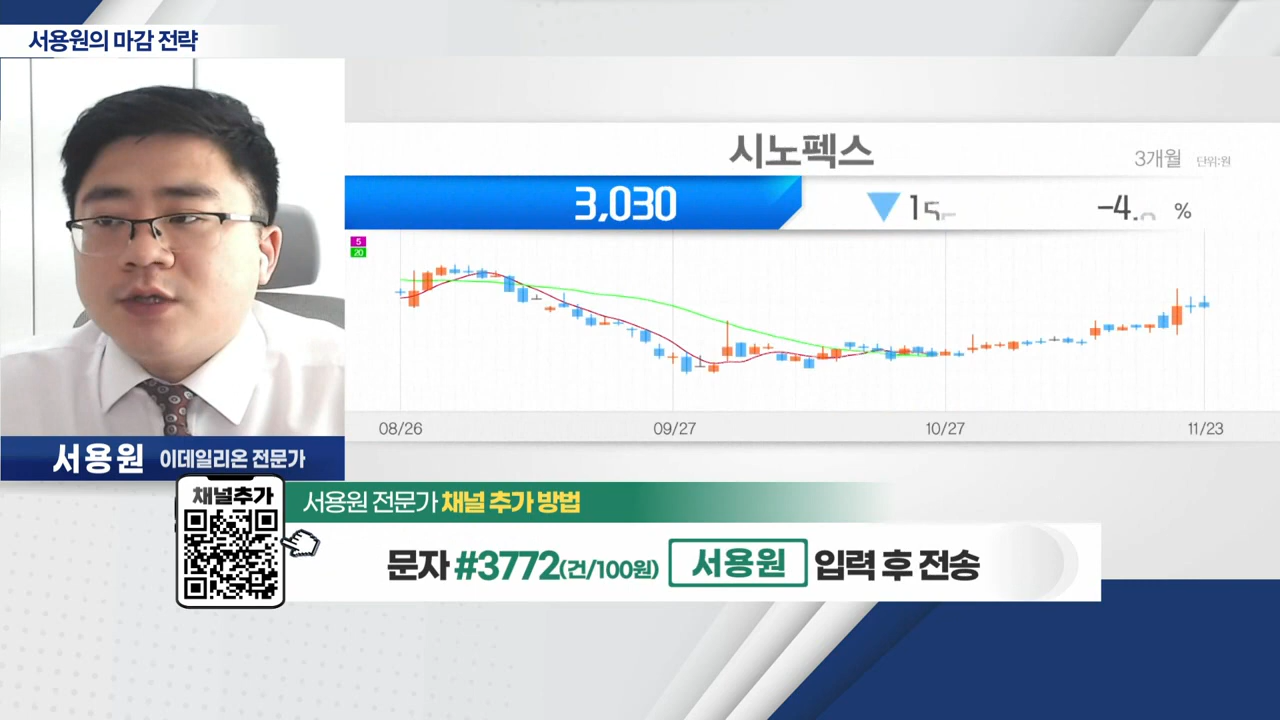 서용원의 마감 전략
시노펙스
3개월 단위:원
3,030 ▼ %
5
20
08/26 09/27 10/27 11/23
서용원 이데일리온 전문가
채널추가
서용원 전문가 채널 추가 방법
문자 #3772(건/100원) 서용원 입력 후 전송